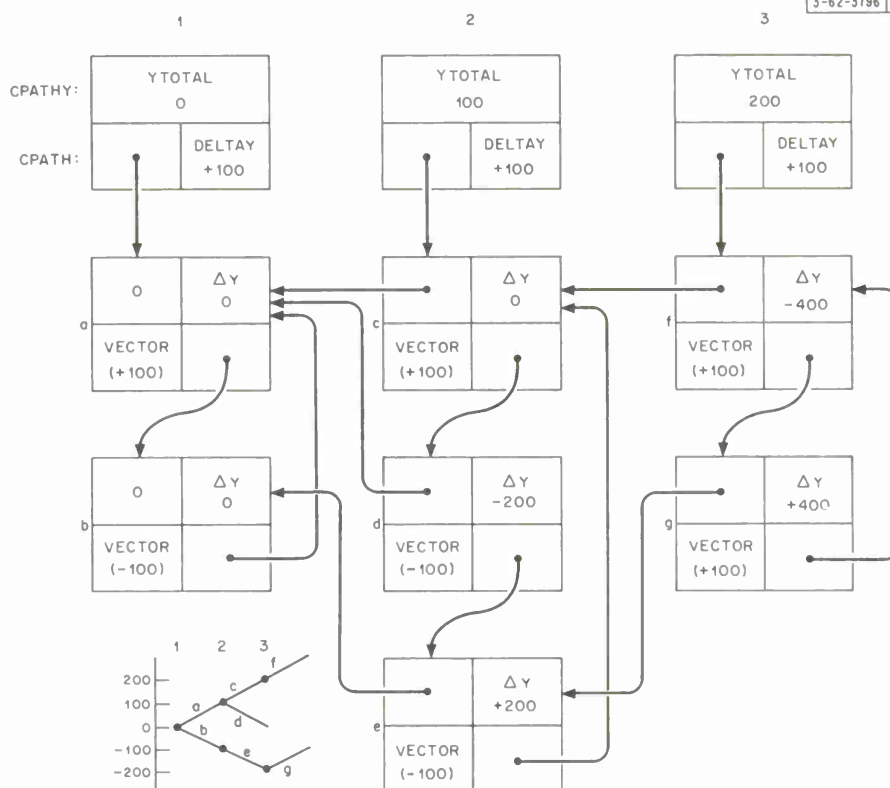 3-62-3196
1 2 3
CPATHY:
YTOTAL
0
YTOTAL
100
YTOTAL
200
CPATH:
DELTAY
+100
DELTAY
+100
DELTAY
+100
a
0
ΔY
0
VECTOR
(+100)
c
ΔY
0
VECTOR
(+100)
f
ΔY
-400
VECTOR
(+100)
b
0
ΔY
0
VECTOR
(-100)
d
ΔY
-200
VECTOR
(-100)
g
ΔY
+400
VECTOR
(+100)
e
ΔY
+200
VECTOR
(-100)
1 2 3
200
100
0
-100
-200
a
b
c
d
e
f
g